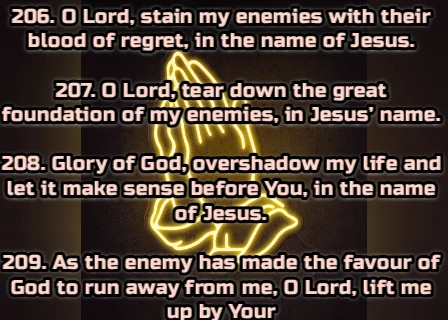 206. O Lord, stain my enemies with their
blood of regret, in the name of Jesus.
207. O Lord, tear down the great
foundation of my enemies, in Jesus’ name.
208. Glory of God, overshadow my life and
let it make sense before You, in the name
of Jesus.
209. As the enemy has made the favour of
God to run away from me, O Lord, lift me
up by Your